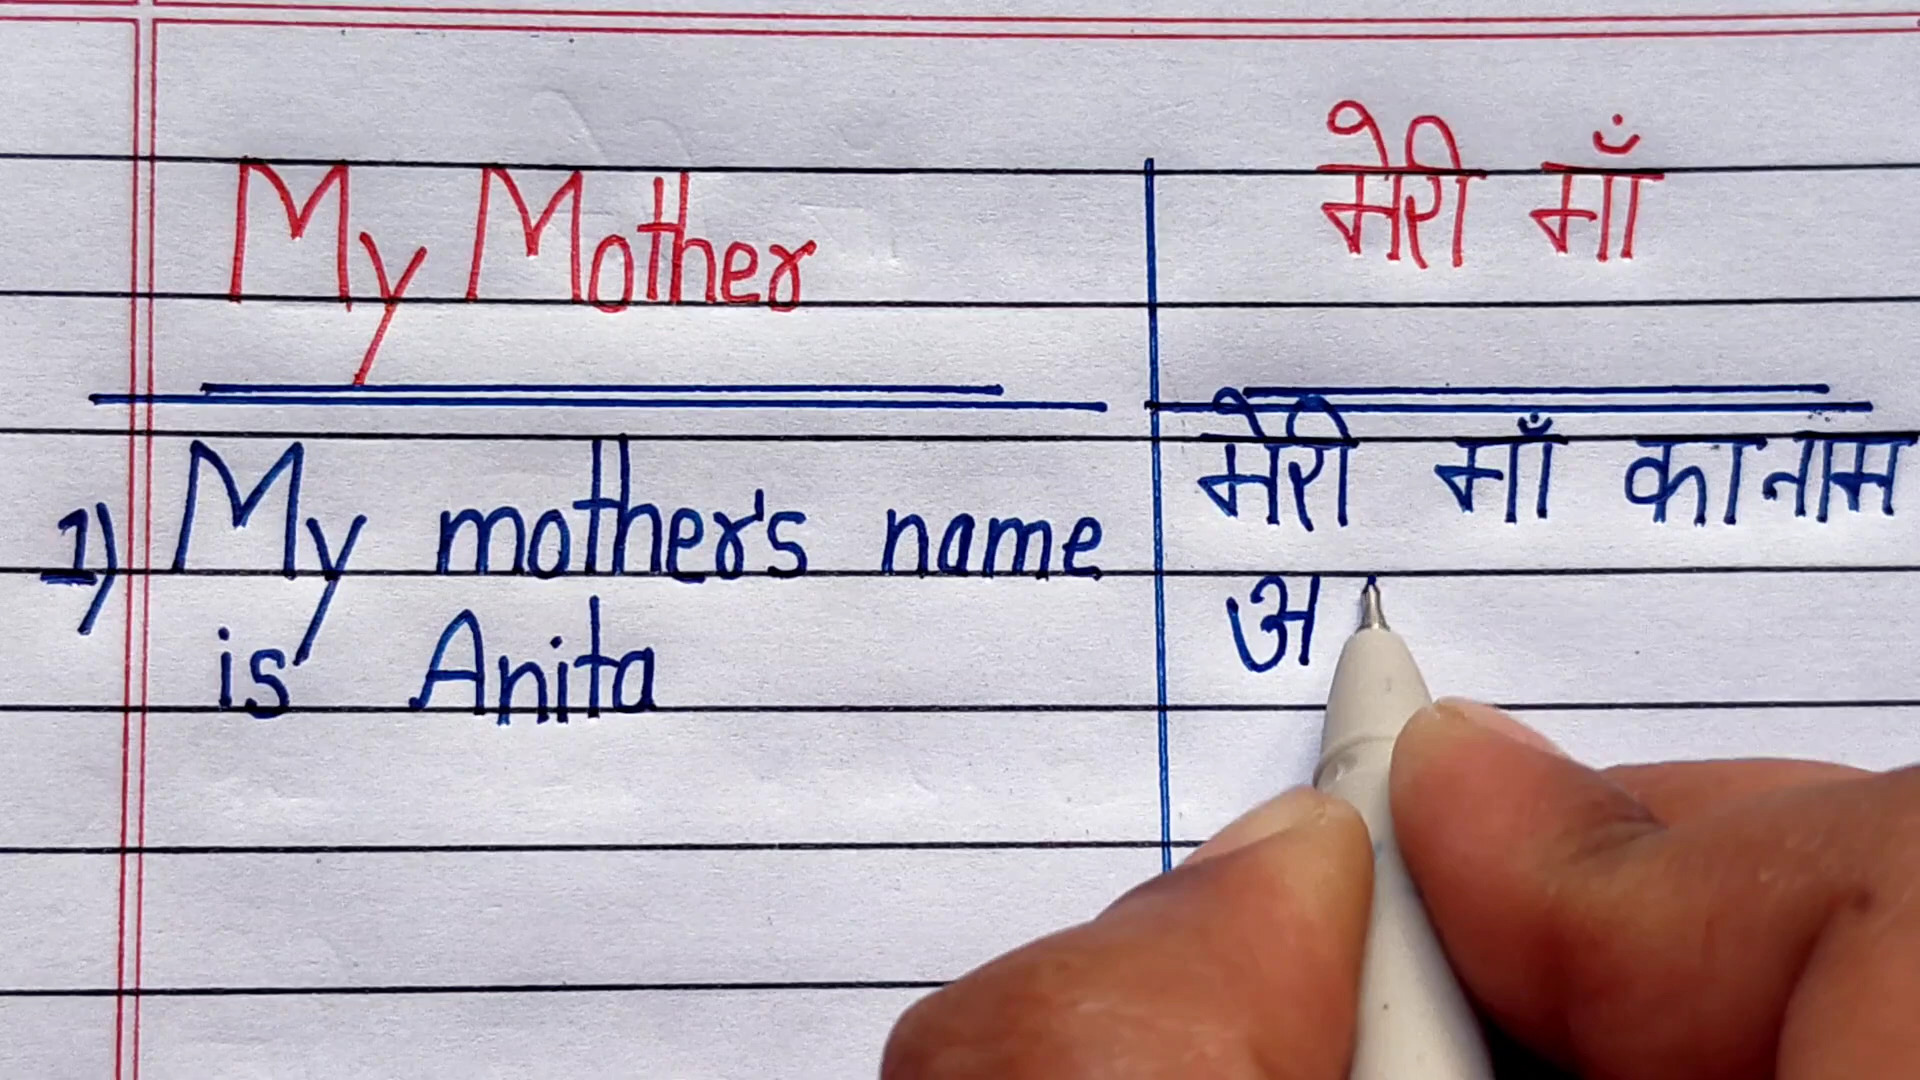 My Mother
मेरी माँ
1) My mother's name
is Anita
मेरी माँ का नाम
अ